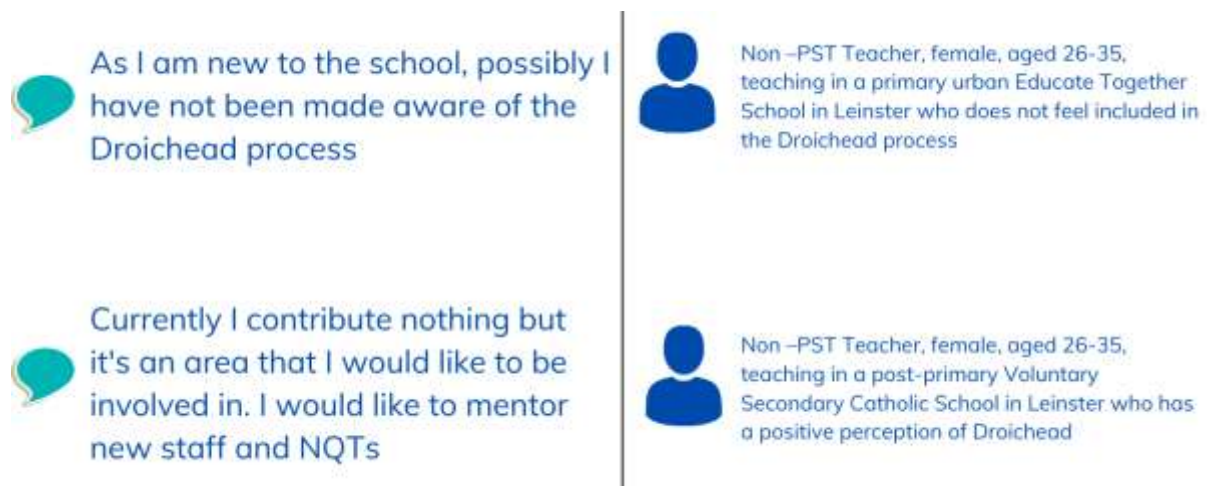 As I am new to the school, possibly I
have not been made aware of the
Droichead process
Non –PST Teacher, female, aged 26-35,
teaching in a primary urban Educate Together
School in Leinster who does not feel included in
the Droichead process
Currently I contribute nothing but
it's an area that I would like to be
involved in. I would like to mentor
new staff and NQTs
Non –PST Teacher, female, aged 26-35,
teaching in a post-primary Voluntary
Secondary Catholic School in Leinster who has
a positive perception of Droichead